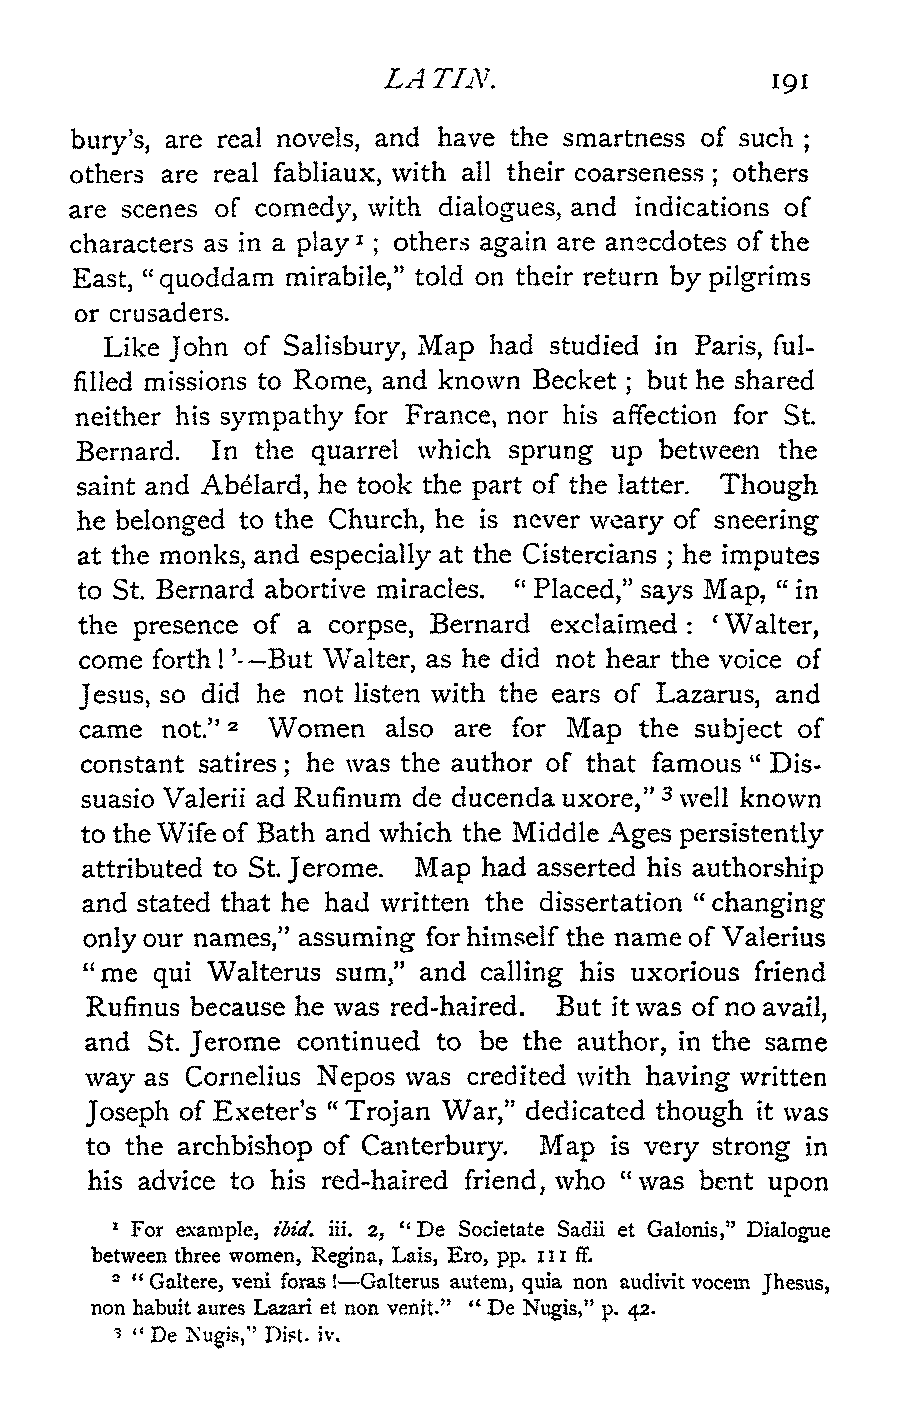 LATIN. 191
bury's, are real novels, and have the smartness of such ;
others are real fabliaux, with all their coarseness ; others
are scenes of comedy, with dialogues, and indications of
characters as in a play ¹ ; others again are anecdotes of the
East, “ quoddam mirabile,” told on their return by pilgrims
or crusaders.
Like John of Salisbury, Map had studied in Paris, ful-
filled missions to Rome, and known Becket ; but he shared
neither his sympathy for France, nor his affection for St.
Bernard. In the quarrel which sprung up between the
saint and Abélard, he took the part of the latter. Though
he belonged to the Church, he is never weary of sneering
at the monks, and especially at the Cistercians ; he imputes
to St. Bernard abortive miracles. “ Placed,” says Map, “ in
the presence of a corpse, Bernard exclaimed : ‘ Walter,
come forth ! ’—But Walter, as he did not hear the voice of
Jesus, so did he not listen with the ears of Lazarus, and
came not.” ² Women also are for Map the subject of
constant satires ; he was the author of that famous “ Dis-
suasio Valerii ad Rufinum de ducenda uxore,” ³ well known
to the Wife of Bath and which the Middle Ages persistently
attributed to St. Jerome. Map had asserted his authorship
and stated that he had written the dissertation “ changing
only our names,” assuming for himself the name of Valerius
“ me qui Walterus sum,” and calling his uxorious friend
Rufinus because he was red-haired. But it was of no avail,
and St. Jerome continued to be the author, in the same
way as Cornelius Nepos was credited with having written
Joseph of Exeter's “ Trojan War,” dedicated though it was
to the archbishop of Canterbury. Map is very strong in
his advice to his red-haired friend, who “ was bent upon
¹ For example, ibid. iii. 2, “ De Societate Sadii et Galonis,” Dialogue
between three women, Regina, Lais, Ero, pp. 111 ff.
² “ Galtere, veni foras !—Galterus autem, quia non audivit vocem Jhesus,
non habuit aures Lazari et non venit.” “ De Nugis,” p. 42.
³ “ De Nugis,” Dist. iv.